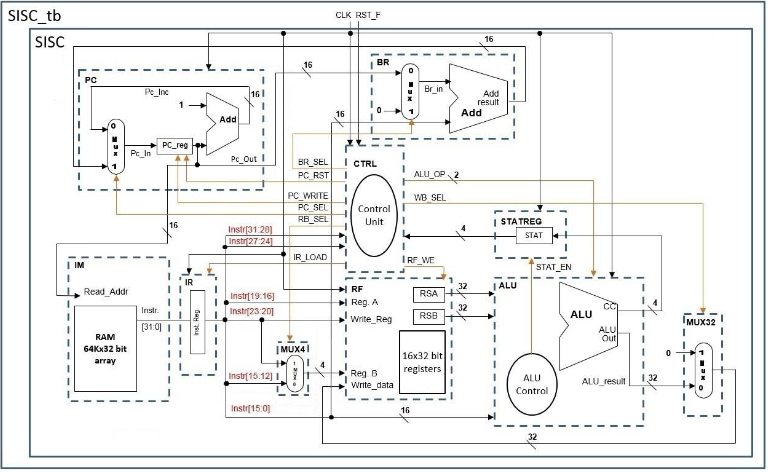 SISC_tb
CLK RST_F
SISC
16
BR
PC
Pc_Inc
16
1
Add
0
Mux
1
Pc_In
PC_reg
Pc_Out
16
16
0
Mux
1
0
Br_in
Add
result
Add
BR_SEL
PC_RST
PC_WRITE
PC_SEL
RB_SEL
CTRL
Control
Unit
ALU_OP
2
WB_SEL
STATREG
STAT
4
STAT_EN
16
Instr[31:28]
Instr[27:24]
IR_LOAD
RF_WE
IM
Read_Addr
RAM
64Kx32 bit
array
Instr.
[31:0]
IR
Inst. Reg
Instr[19:16]
Instr[23:20]
Instr[15:12]
Instr[15:0]
MUX4
4
RF
Reg. A
Write_Reg
Reg. B
Write_data
RSA
RSB
16x32 bit
registers
32
32
16
ALU
ALU
CC
ALU
Out
ALU
Control
ALU_result
4
32
MUX32
0
1
Mux
0
32